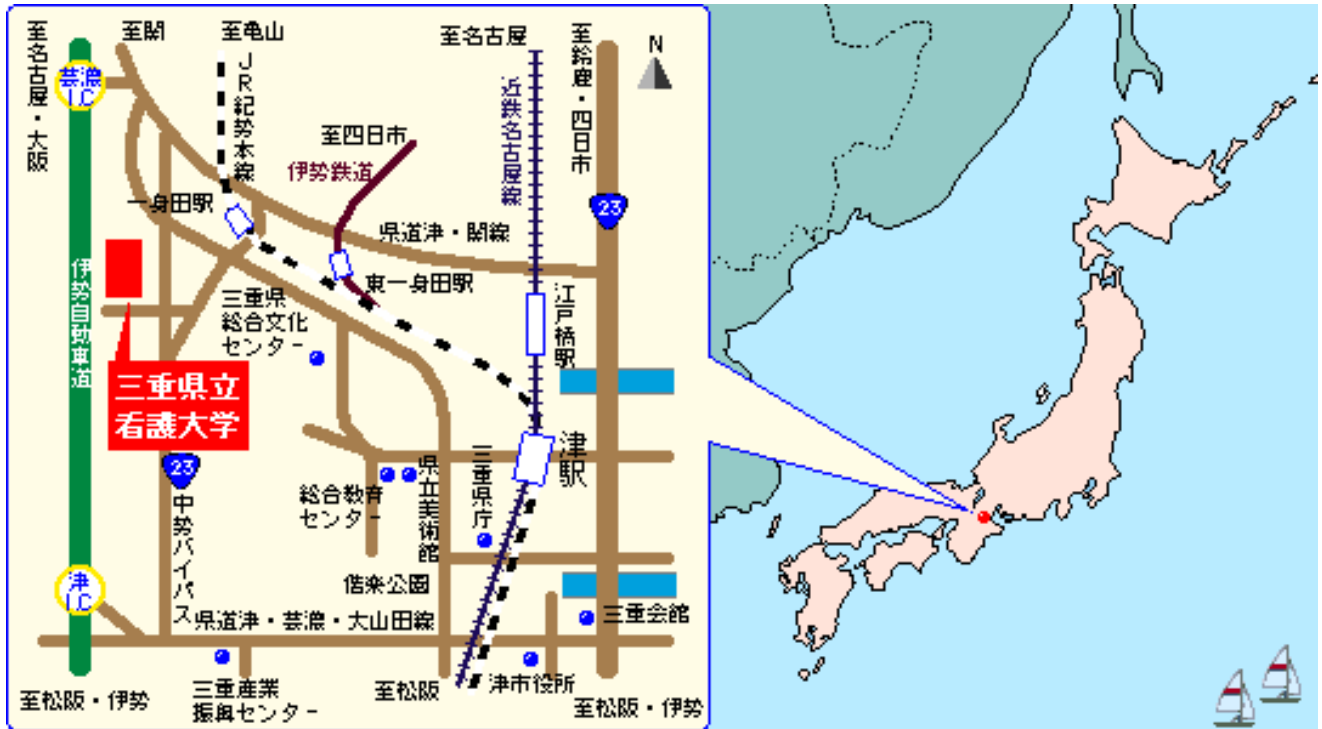 至名古屋・大阪
至関
至亀山
至名古屋
至鈴鹿・四日市
N
芸濃
I.C
JR紀勢本線
近鉄名古屋線
至四日市
伊勢鉄道
一身田駅
23
県道津・関線
伊勢自動車道
東一身田駅
三重県
総合文化
センター
江戸橋駅
三重県立
看護大学
津駅
23
中勢バイパス
総合教育
センター
県立美術館
三重県庁
津
I.C
偕楽公園
県道津・芸濃・大山田線
三重会館
至松阪・伊勢
三重産業
振興センター
至松阪
津市役所
至松阪・伊勢